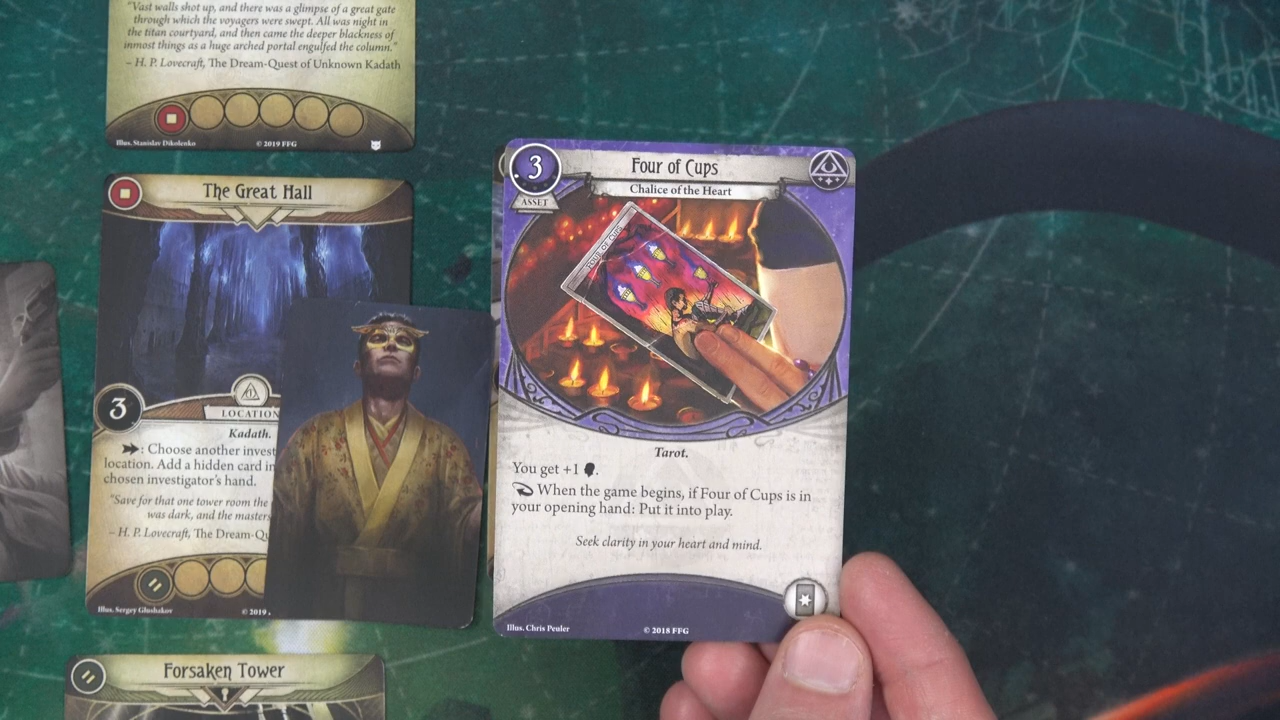 "Vast walls shot up, and there was a glimpse of a great gate
through which the voyagers were swept. All was night in
the titan courtyard, and then came the deeper blackness of
inmost things as a huge arched portal engulfed the column."
– H. P. Lovecraft, The Dream-Quest of Unknown Kadath
Illus. Stanislav Dikolenko
© 2019 FFG
The Great Hall
3
LOCATION
Kadath.
: Choose another invest
location. Add a hidden card in
chosen investigator's hand.
"Save for that one tower room the
was dark, and the masters
– H. P. Lovecraft, The Dream-Qu
Illus. Sergey Glushakov
© 2019
Forsaken Tower
3
Four of Cups
Chalice of the Heart
ASSET
FOUR OF CUPS
Tarot.
You get +1 .
When the game begins, if Four of Cups is in
your opening hand: Put it into play.
Seek clarity in your heart and mind.
Illus. Chris Peuler
© 2018 FFG